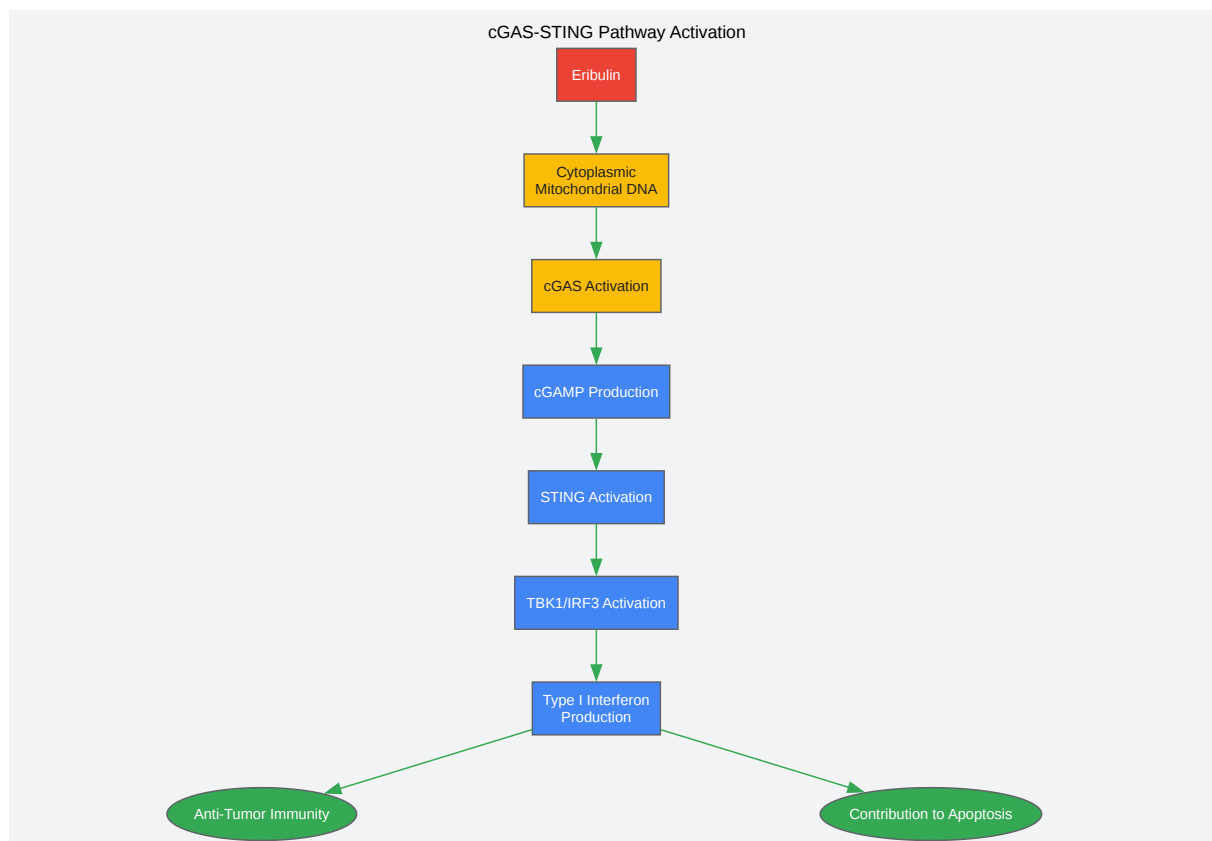 cGAS-STING Pathway Activation
Eribulin
Cytoplasmic
Mitochondrial DNA
cGAS Activation
cGAMP Production
STING Activation
TBK1/IRF3 Activation
Type I Interferon
Production
Anti-Tumor Immunity
Contribution to Apoptosis